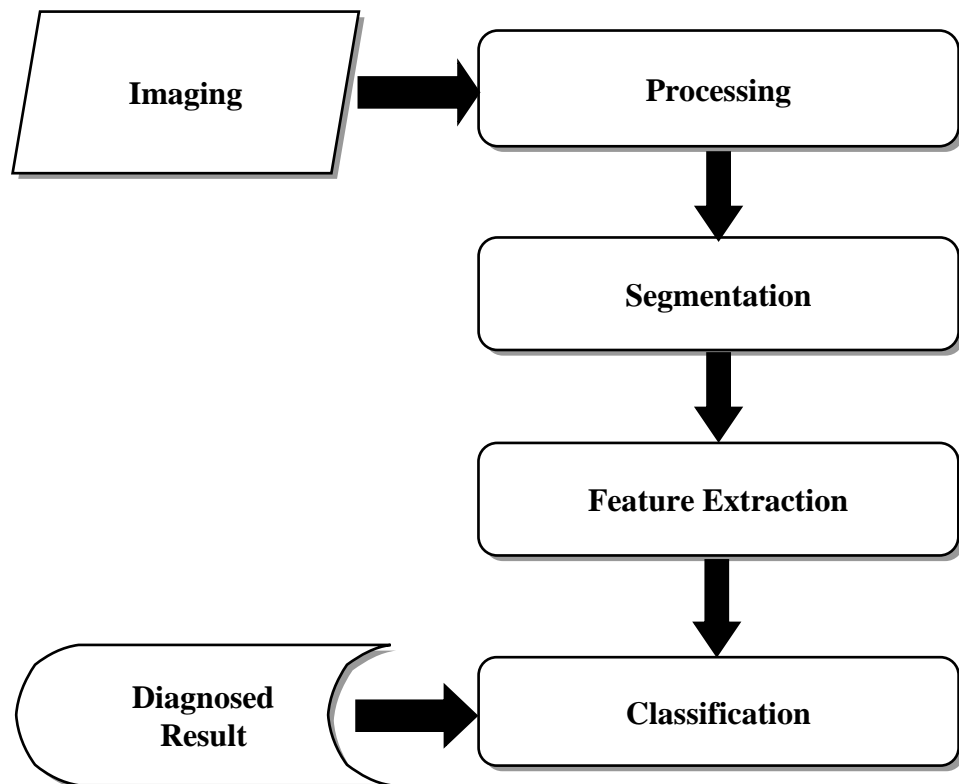 Imaging
Processing
Segmentation
Feature Extraction
Diagnosed
Result
Classification